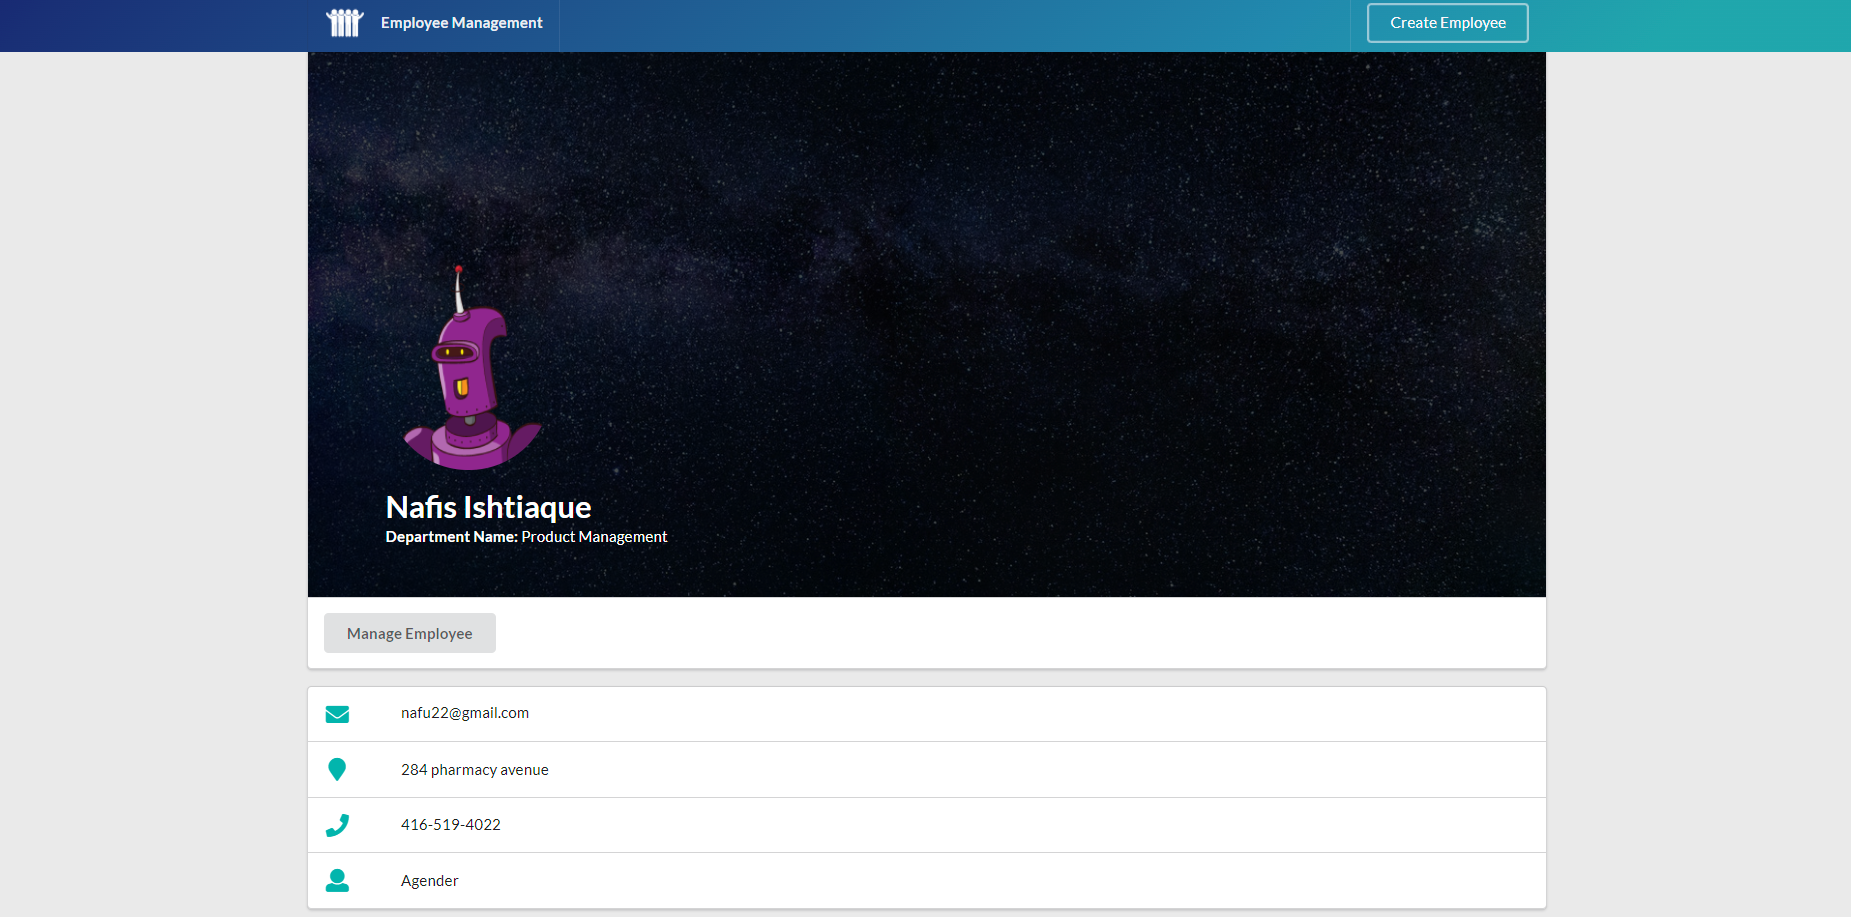 Employee Management
Create Employee
Nafis Ishtiaque
Department Name: Product Management
Manage Employee
nafu22@gmail.com
284 pharmacy avenue
416-519-4022
Agender